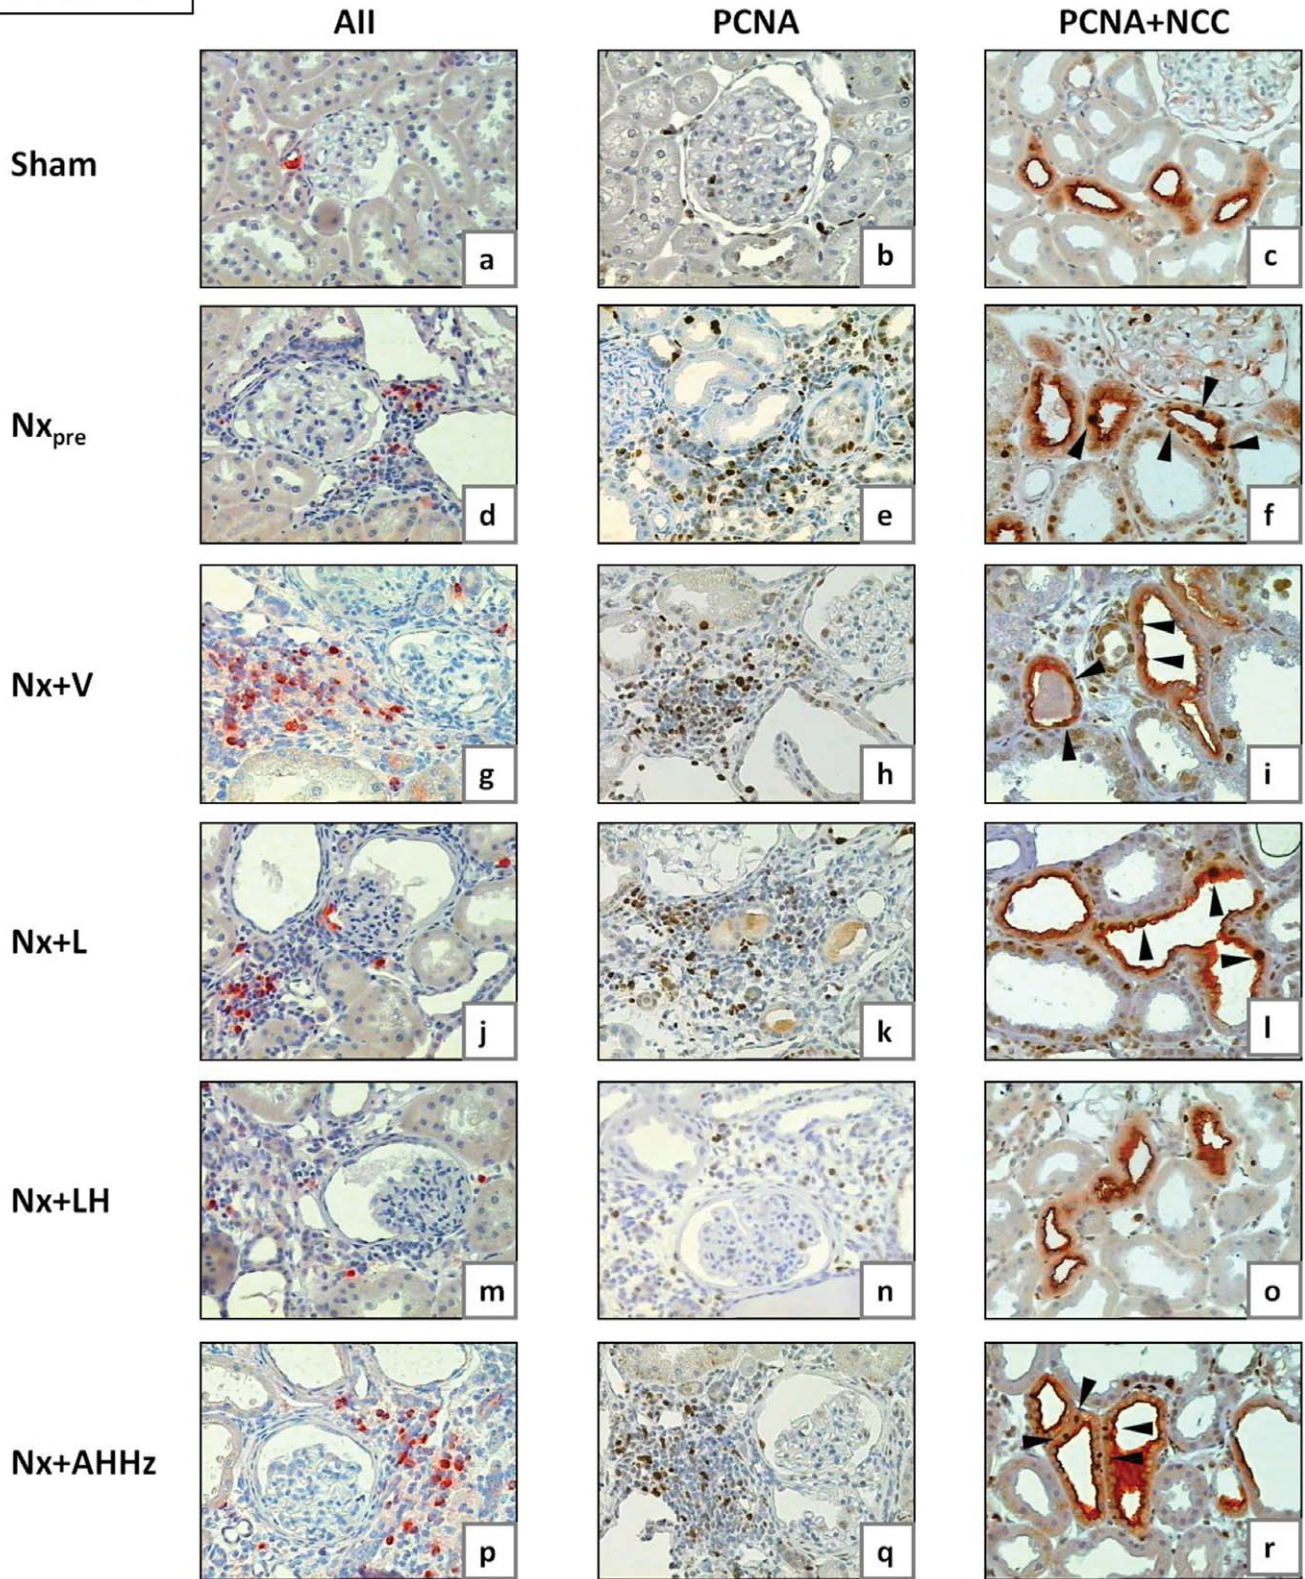 AII PCNA PCNA+NCC
Sham
a b c
Nxpre
d e f
Nx+V
g h i
Nx+L
j k l
Nx+LH
m n o
Nx+AHHz
p q r